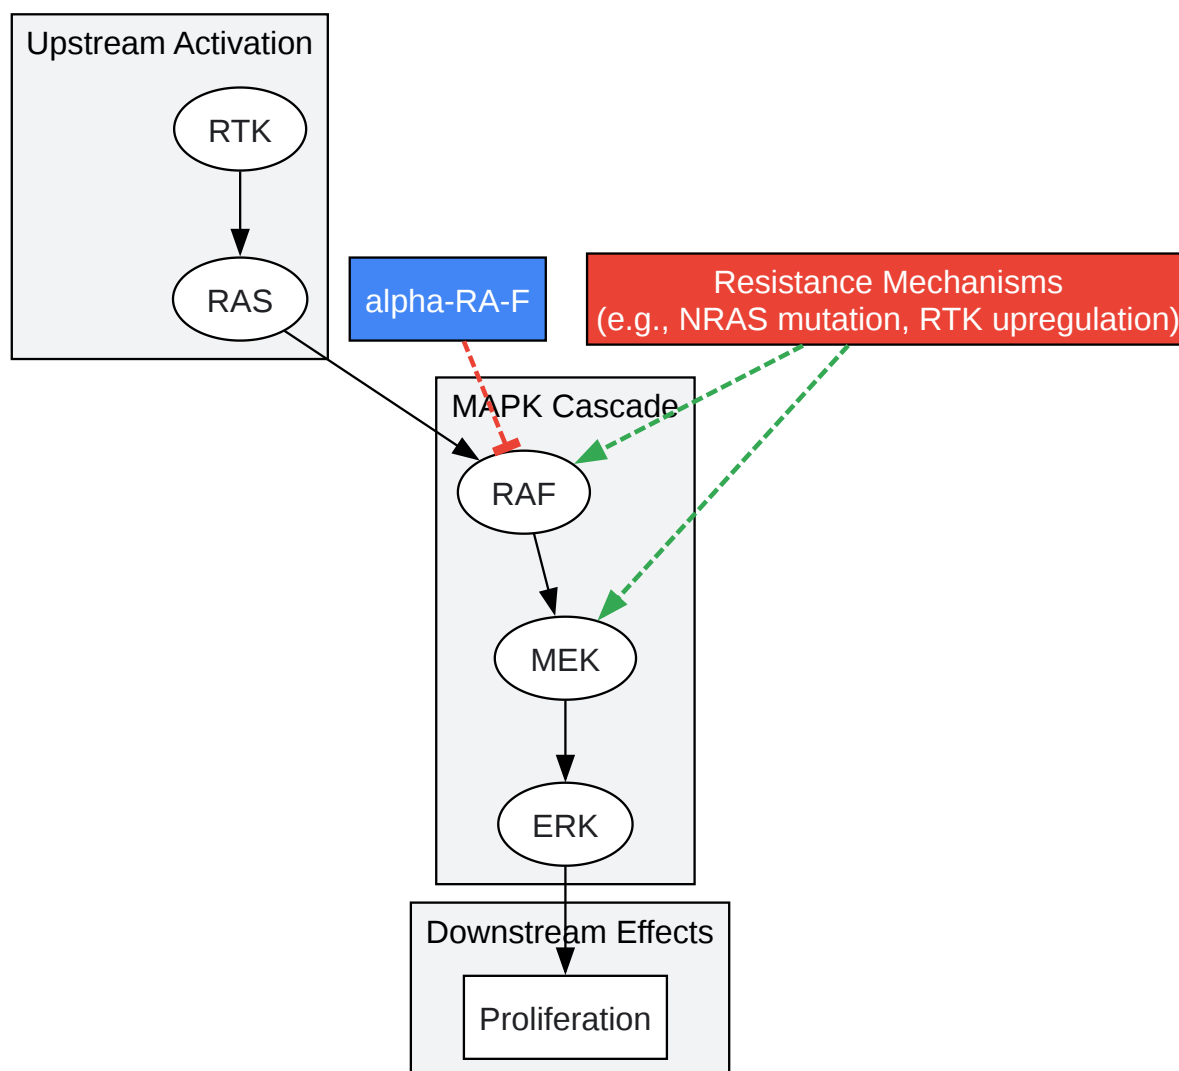 Upstream Activation
RTK
RAS
alpha-RA-F
Resistance Mechanisms
(e.g., NRAS mutation, RTK upregulation)
MAPK Cascade
RAF
MEK
ERK
Downstream Effects
Proliferation